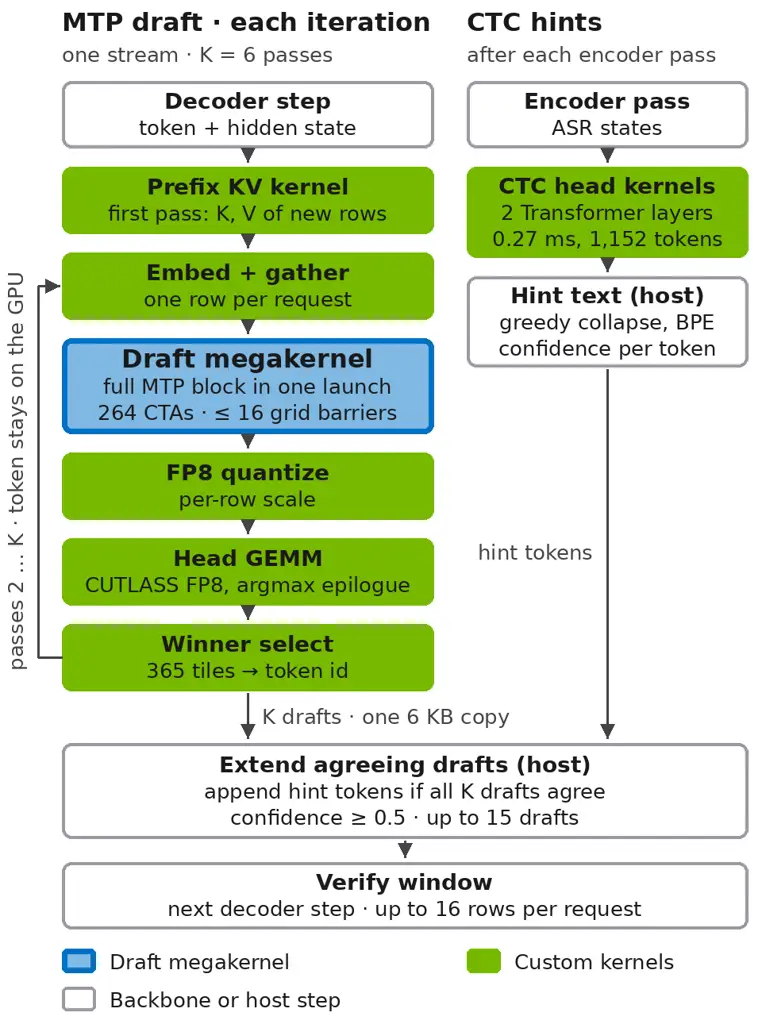 MTP draft · each iteration
one stream · K = 6 passes
Decoder step
token + hidden state
Prefix KV kernel
first pass: K, V of new rows
Embed + gather
one row per request
Draft megakernel
full MTP block in one launch
264 CTAs · ≤ 16 grid barriers
FP8 quantize
per-row scale
Head GEMM
CUTLASS FP8, argmax epilogue
Winner select
365 tiles → token id
passes 2 … K · token stays on the GPU
K drafts · one 6 KB copy
CTC hints
after each encoder pass
Encoder pass
ASR states
CTC head kernels
2 Transformer layers
0.27 ms, 1,152 tokens
Hint text (host)
greedy collapse, BPE
confidence per token
hint tokens
Extend agreeing drafts (host)
append hint tokens if all K drafts agree
confidence ≥ 0.5 · up to 15 drafts
Verify window
next decoder step · up to 16 rows per request
Draft megakernel
Custom kernels
Backbone or host step